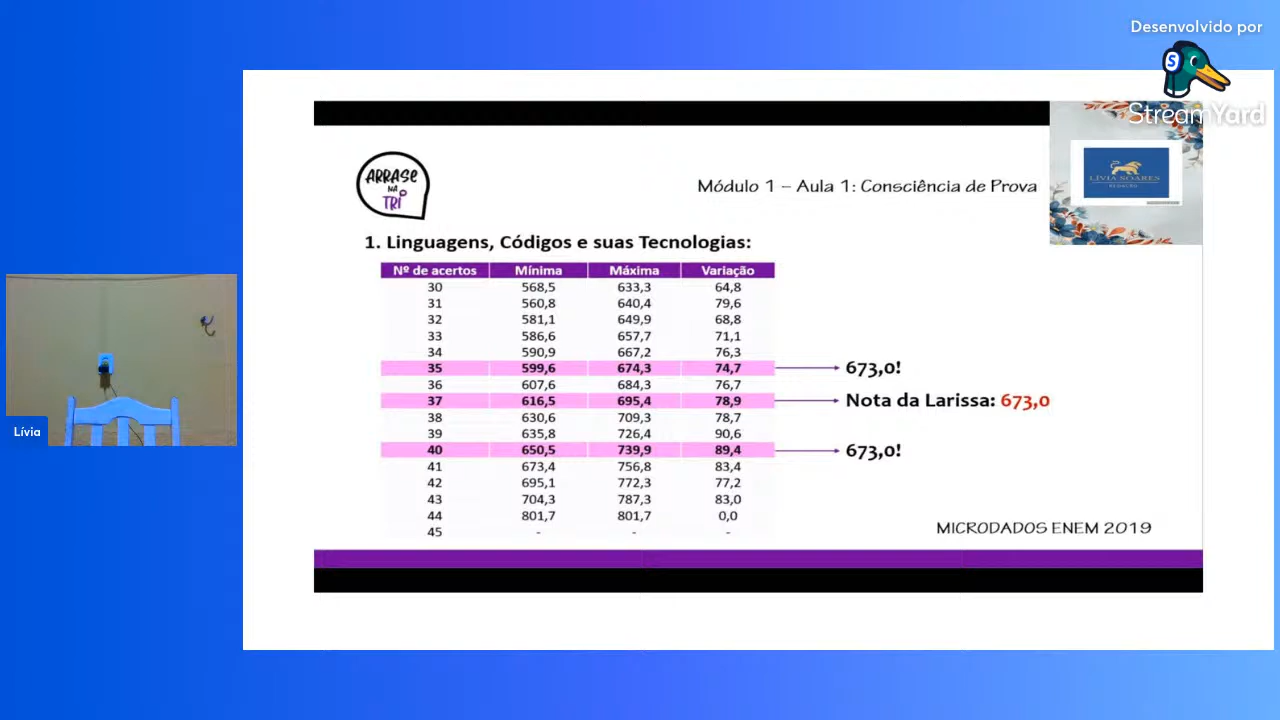 Desenvolvido por
StreamYard
LÍVIA SOARES
REDAÇÃO
ARRASE
NA
TRI
Módulo 1 – Aula 1: Consciência de Prova
1. Linguagens, Códigos e suas Tecnologias:
Nº de acertos Mínima Máxima Variação
30 568,5 633,3 64,8
31 560,8 640,4 79,6
32 581,1 649,9 68,8
33 586,6 657,7 71,1
34 590,9 667,2 76,3
35 599,6 674,3 74,7 673,0!
36 607,6 684,3 76,7
37 616,5 695,4 78,9 Nota da Larissa: 673,0
38 630,6 709,3 78,7
39 635,8 726,4 90,6
40 650,5 739,9 89,4 673,0!
41 673,4 756,8 83,4
42 695,1 772,3 77,2
43 704,3 787,3 83,0
44 801,7 801,7 0,0
45 - - -
MICRODADOS ENEM 2019
Lívia